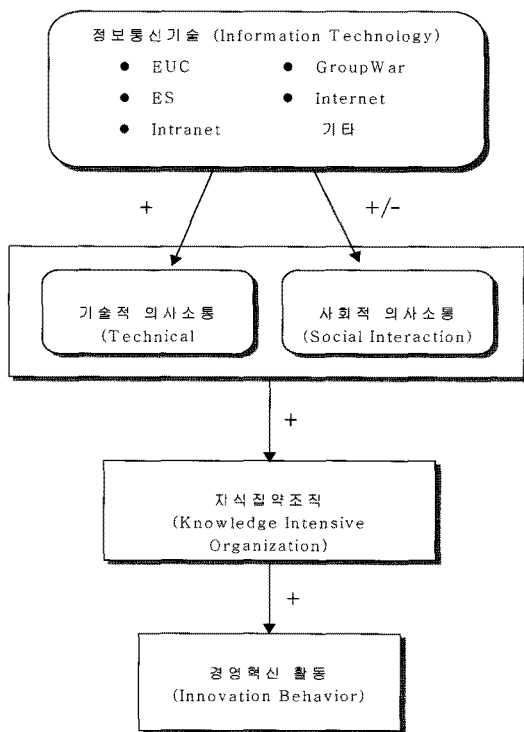 정보통신기술 (Information Technology)
● EUC ● GroupWar
● ES ● Internet
● Intranet 기타
+ +/-
기술적 의사소통 사회적 의사소통
(Technical (Social Interaction)
+
지식집약조직
(Knowledge Intensive
Organization)
+
경영혁신 활동
(Innovation Behavior)